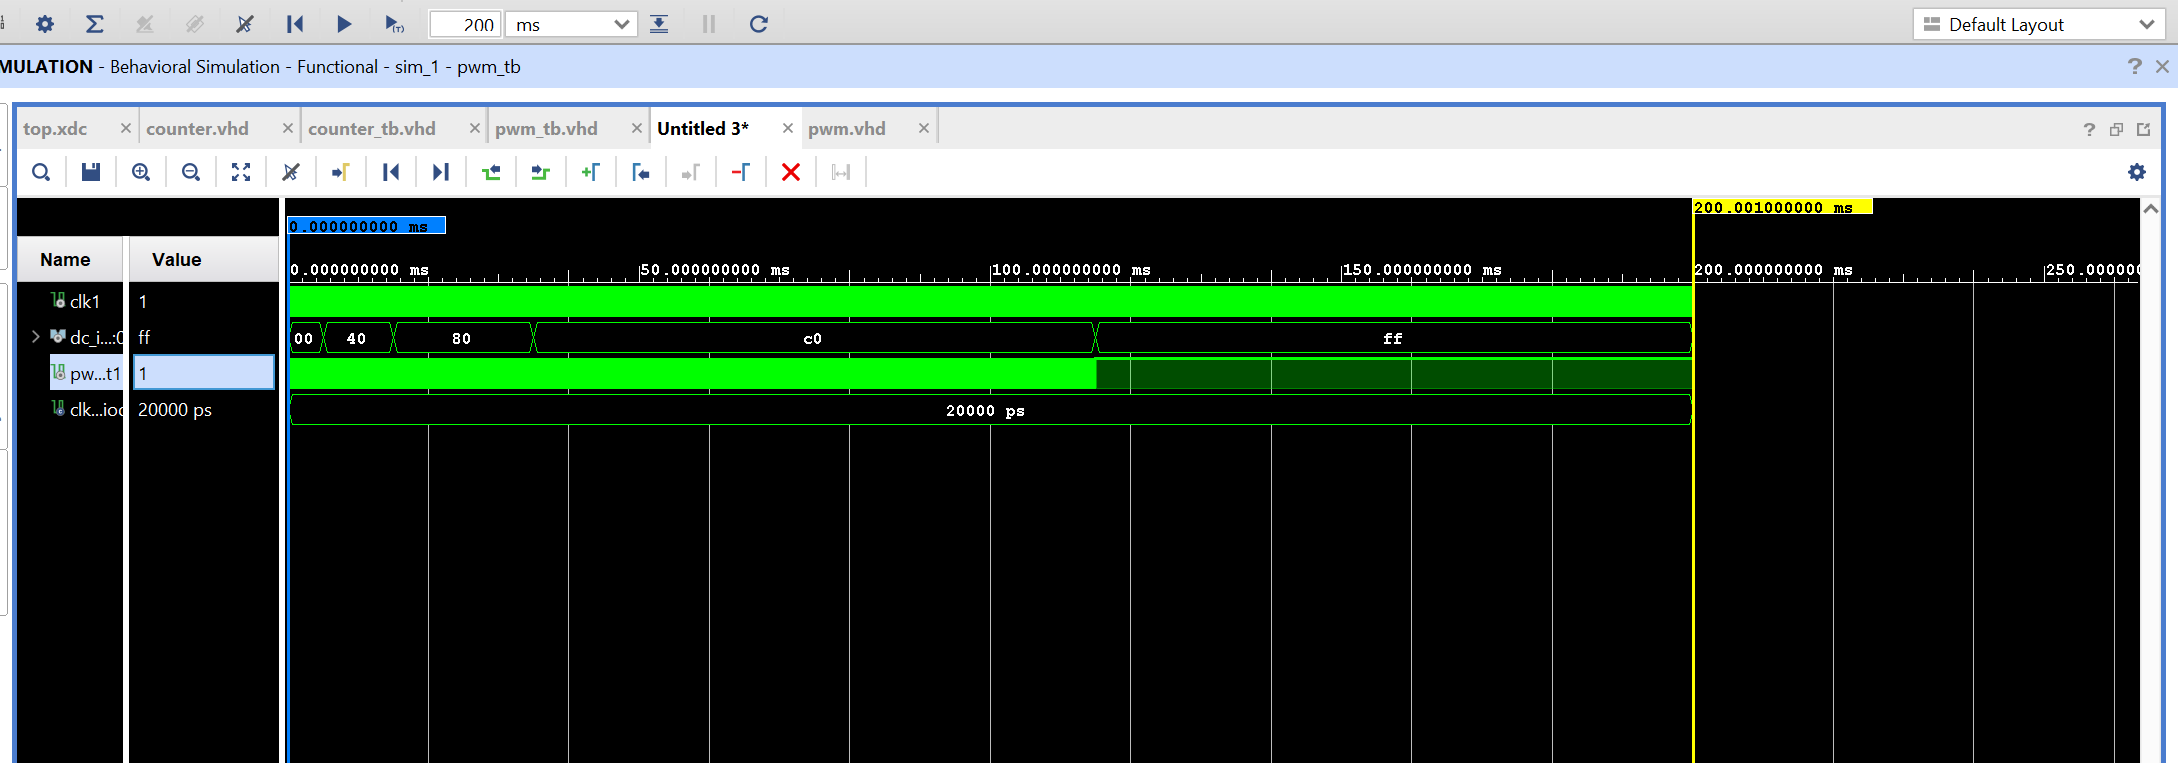 200 ms Default Layout
MULATION - Behavioral Simulation - Functional - sim_1 - pwm_tb ?
top.xdc counter.vhd counter_tb.vhd pwm_tb.vhd Untitled 3* pwm.vhd ?
200.001000000 ms
0.000000000 ms
Name Value
0.000000000 ms 50.000000000 ms 100.000000000 ms 150.000000000 ms 200.000000000 ms 250.000000
clk1 1
dc_i...:0 ff 00 40 80 c0 ff
pw...t1 1
clk...ioc 20000 ps 20000 ps